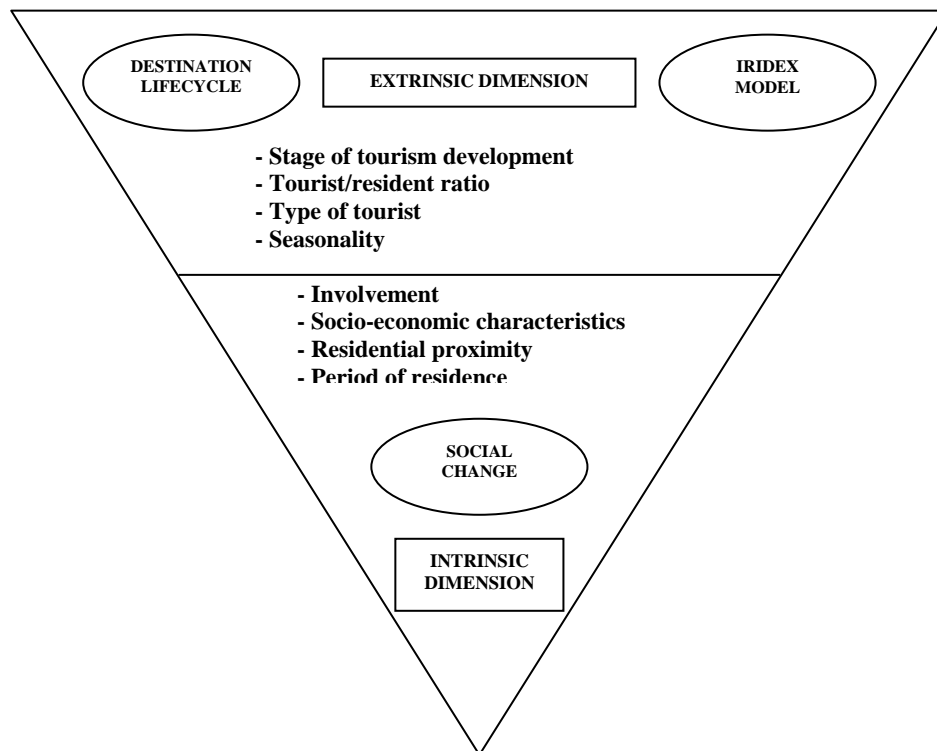 DESTINATION
LIFECYCLE
EXTRINSIC DIMENSION
IRIDEX
MODEL
- Stage of tourism development
- Tourist/resident ratio
- Type of tourist
- Seasonality
- Involvement
- Socio-economic characteristics
- Residential proximity
- Period of residence
SOCIAL
CHANGE
INTRINSIC
DIMENSION